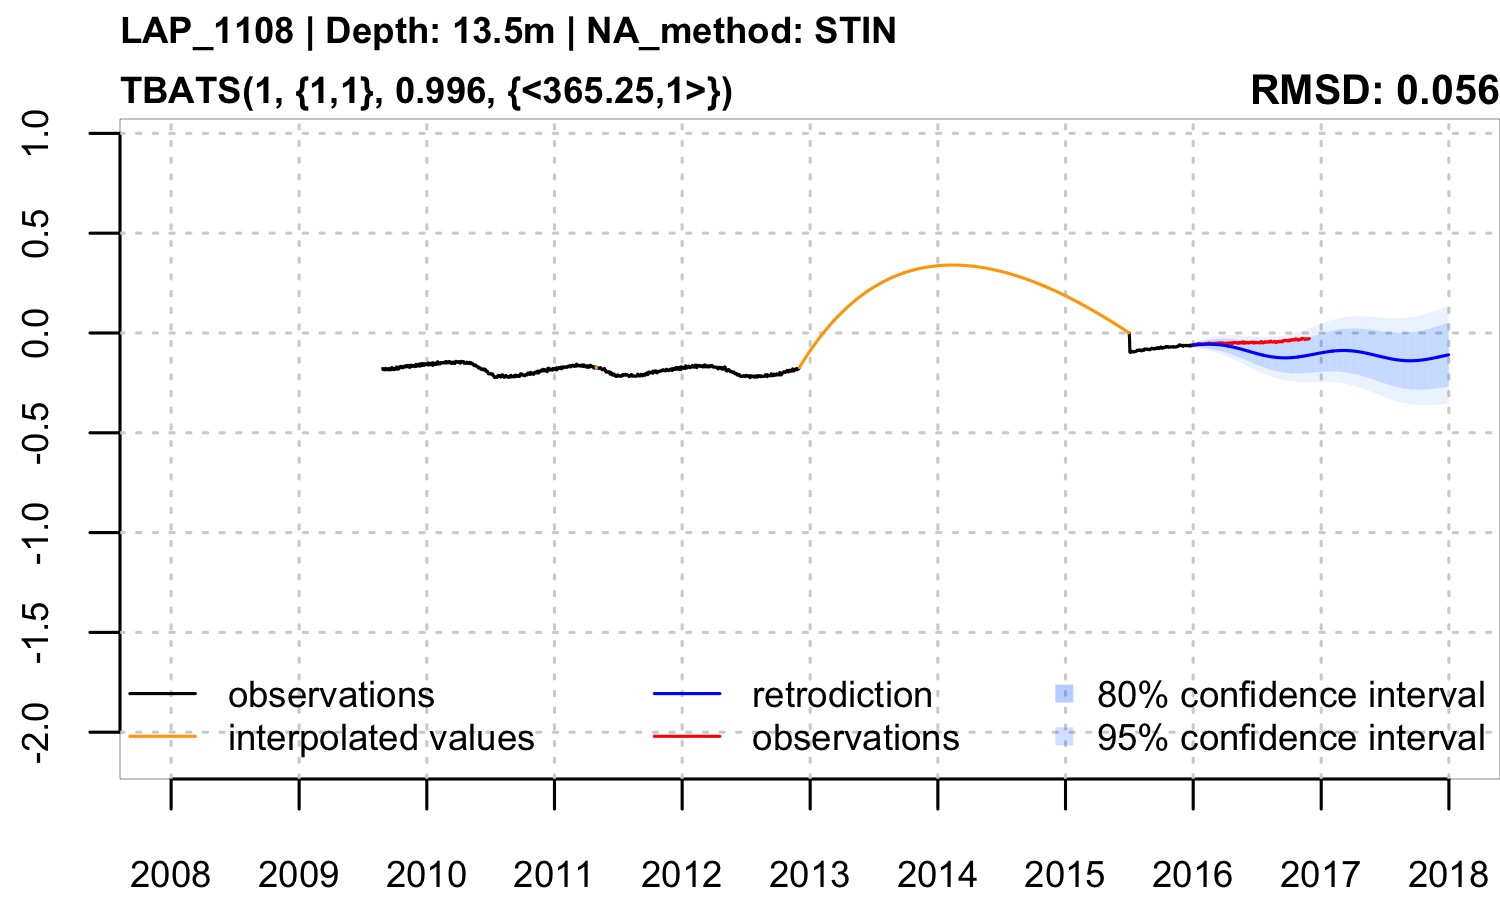 LAP_1108 | Depth: 13.5m | NA_method: STIN
TBATS(1, {1,1}, 0.996, {<365.25,1>})
RMSD: 0.056
1.0
0.5
0.0
-0.5
-1.0
-1.5
-2.0
observations
retrodiction
80% confidence interval
interpolated values
observations
95% confidence interval
2008 2009 2010 2011 2012 2013 2014 2015 2016 2017 2018